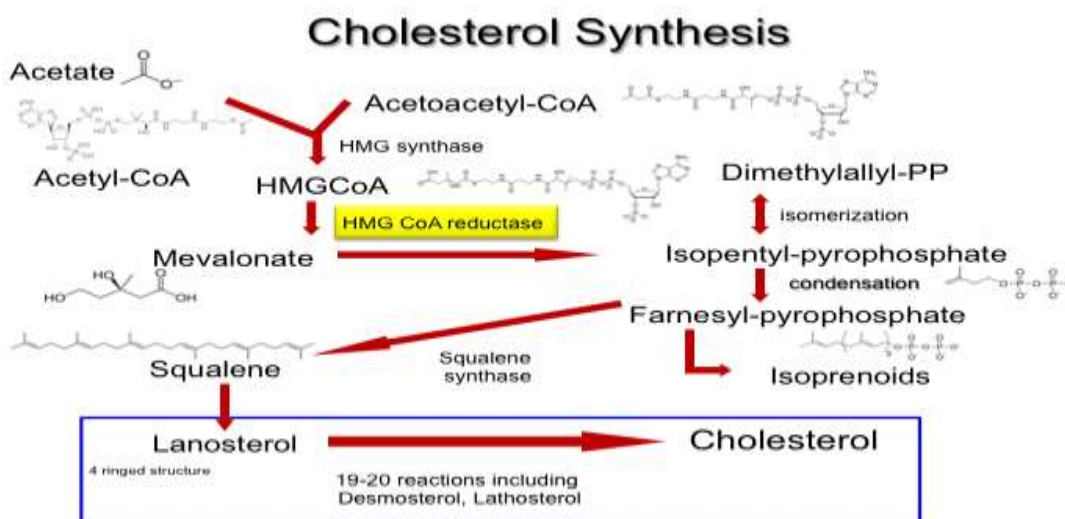 Cholesterol Synthesis
Acetate
Acetoacetyl-CoA
HMG synthase
Acetyl-CoA
HMGCoA
Dimethylallyl-PP
HMG CoA reductase
isomerization
Mevalonate
Isopentyl-pyrophosphate
condensation
Farnesyl-pyrophosphate
Squalene
Squalene
synthase
Isoprenoids
Lanosterol
Cholesterol
4 ringed structure
19-20 reactions including
Desmosterol, Lathosterol